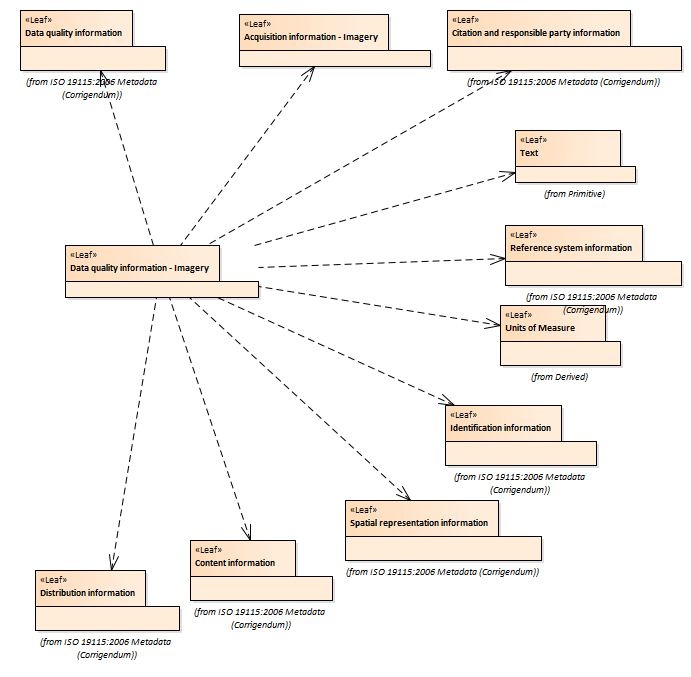 «Leaf»
Data quality information
(from ISO 19115:2006 Metadata
(Corrigendum))
«Leaf»
Acquisition information - Imagery
«Leaf»
Citation and responsible party information
(from ISO 19115:2006 Metadata (Corrigendum))
«Leaf»
Text
(from Primitive)
«Leaf»
Data quality information - Imagery
«Leaf»
Reference system information
(from ISO 19115:2006 Metadata
(Corrigendum))
«Leaf»
Units of Measure
(from Derived)
«Leaf»
Identification information
(from ISO 19115:2006 Metadata
(Corrigendum))
«Leaf»
Spatial representation information
(from ISO 19115:2006 Metadata (Corrigendum))
«Leaf»
Content information
(from ISO 19115:2006 Metadata
(Corrigendum))
«Leaf»
Distribution information
(from ISO 19115:2006 Metadata
(Corrigendum))